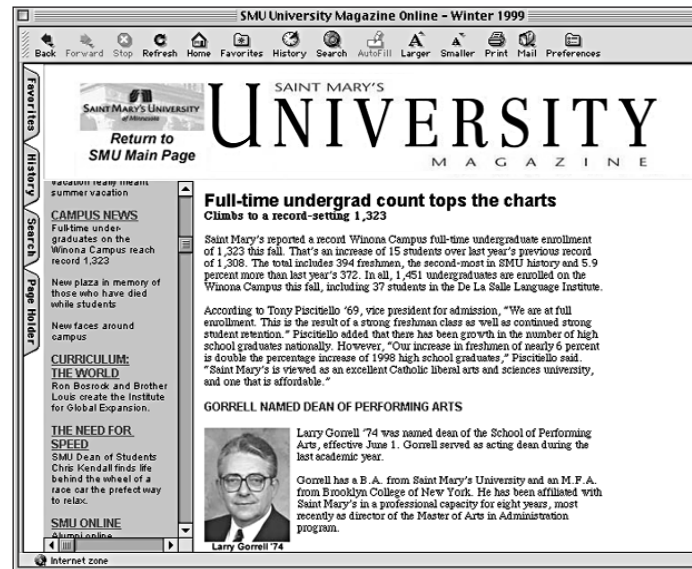 SMU University Magazine Online - Winter 1999
Back Forward Stop Refresh Home Favorites History Search AutoFill Larger Smaller Print Mail Preferences
Favorites
History
Search
Page Holder
SAINT MARY'S UNIVERSITY
of Minnesota
Return to
SMU Main Page
SAINT MARY'S
UNIVERSITY
MAGAZINE
vacation really meant
summer vacation
CAMPUS NEWS
Full-time under-
graduates on the
Winona Campus reach
record 1,323
New plaza in memory of
those who have died
while students
New faces around
campus
CURRICULUM:
THE WORLD
Ron Bosrock and Brother
Louis create the Institute
for Global Expansion.
THE NEED FOR
SPEED
SMU Dean of Students
Chris Kendall finds life
behind the wheel of a
race car the prefect way
to relax.
SMU ONLINE
Alumni online
Full-time undergrad count tops the charts
Climbs to a record-setting 1,323
Saint Mary's reported a record Winona Campus full-time undergraduate enrollment
of 1,323 this fall. That's an increase of 15 students over last year's previous record
of 1,308. The total includes 394 freshmen, the second-most in SMU history and 5.9
percent more than last year's 372. In all, 1,451 undergraduates are enrolled on the
Winona Campus this fall, including 37 students in the De La Salle Language Institute.
According to Tony Piscitiello '69, vice president for admission, "We are at full
enrollment. This is the result of a strong freshman class as well as continued strong
student retention." Piscitiello added that there has been growth in the number of high
school graduates nationally. However, "Our increase in freshmen of nearly 6 percent
is double the percentage increase of 1998 high school graduates," Piscitiello said.
"Saint Mary's is viewed as an excellent Catholic liberal arts and sciences university,
and one that is affordable."
GORRELL NAMED DEAN OF PERFORMING ARTS
Larry Gorrell '74 was named dean of the School of Performing
Arts, effective June 1. Gorrell served as acting dean during the
last academic year.
Gorrell has a B.A. from Saint Mary's University and an M.F.A.
from Brooklyn College of New York. He has been affiliated with
Saint Mary's in a professional capacity for eight years, most
recently as director of the Master of Arts in Administration
program.
Larry Gorrell '74
Internet zone